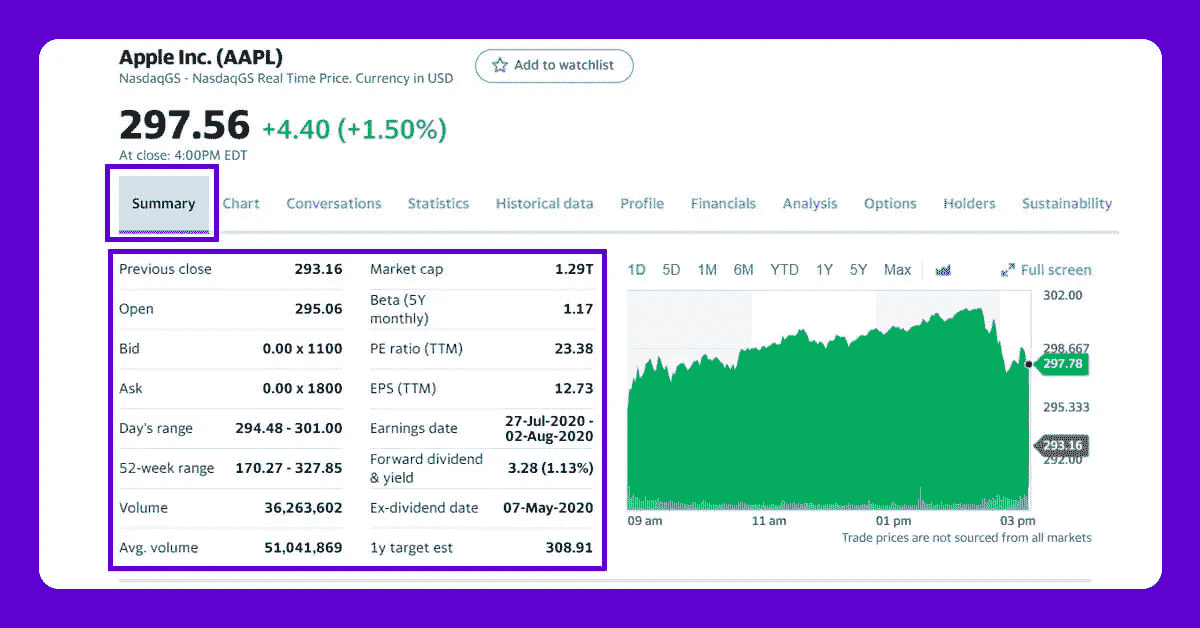 Apple Inc. (AAPL)
Add to watchlist
NasdaqGS - NasdaqGS Real Time Price. Currency in USD
297.56 +4.40 (+1.50%)
At close: 4:00PM EDT
Summary Chart Conversations Statistics Historical data Profile Financials Analysis Options Holders Sustainability
Previous close 293.16
Open 295.06
Bid 0.00 x 1100
Ask 0.00 x 1800
Day's range 294.48 - 301.00
52-week range 170.27 - 327.85
Volume 36,263,602
Avg. volume 51,041,869
Market cap 1.29T
Beta (5Y
monthly) 1.17
PE ratio (TTM) 23.38
EPS (TTM) 12.73
Earnings date 27-Jul-2020 -
02-Aug-2020
Forward dividend
& yield 3.28 (1.13%)
Ex-dividend date 07-May-2020
1y target est 308.91
1D 5D 1M 6M YTD 1Y 5Y Max Full screen
302.00
298.667
297.78
295.333
293.16
292.00
09 am 11 am 01 pm 03 pm
Trade prices are not sourced from all markets